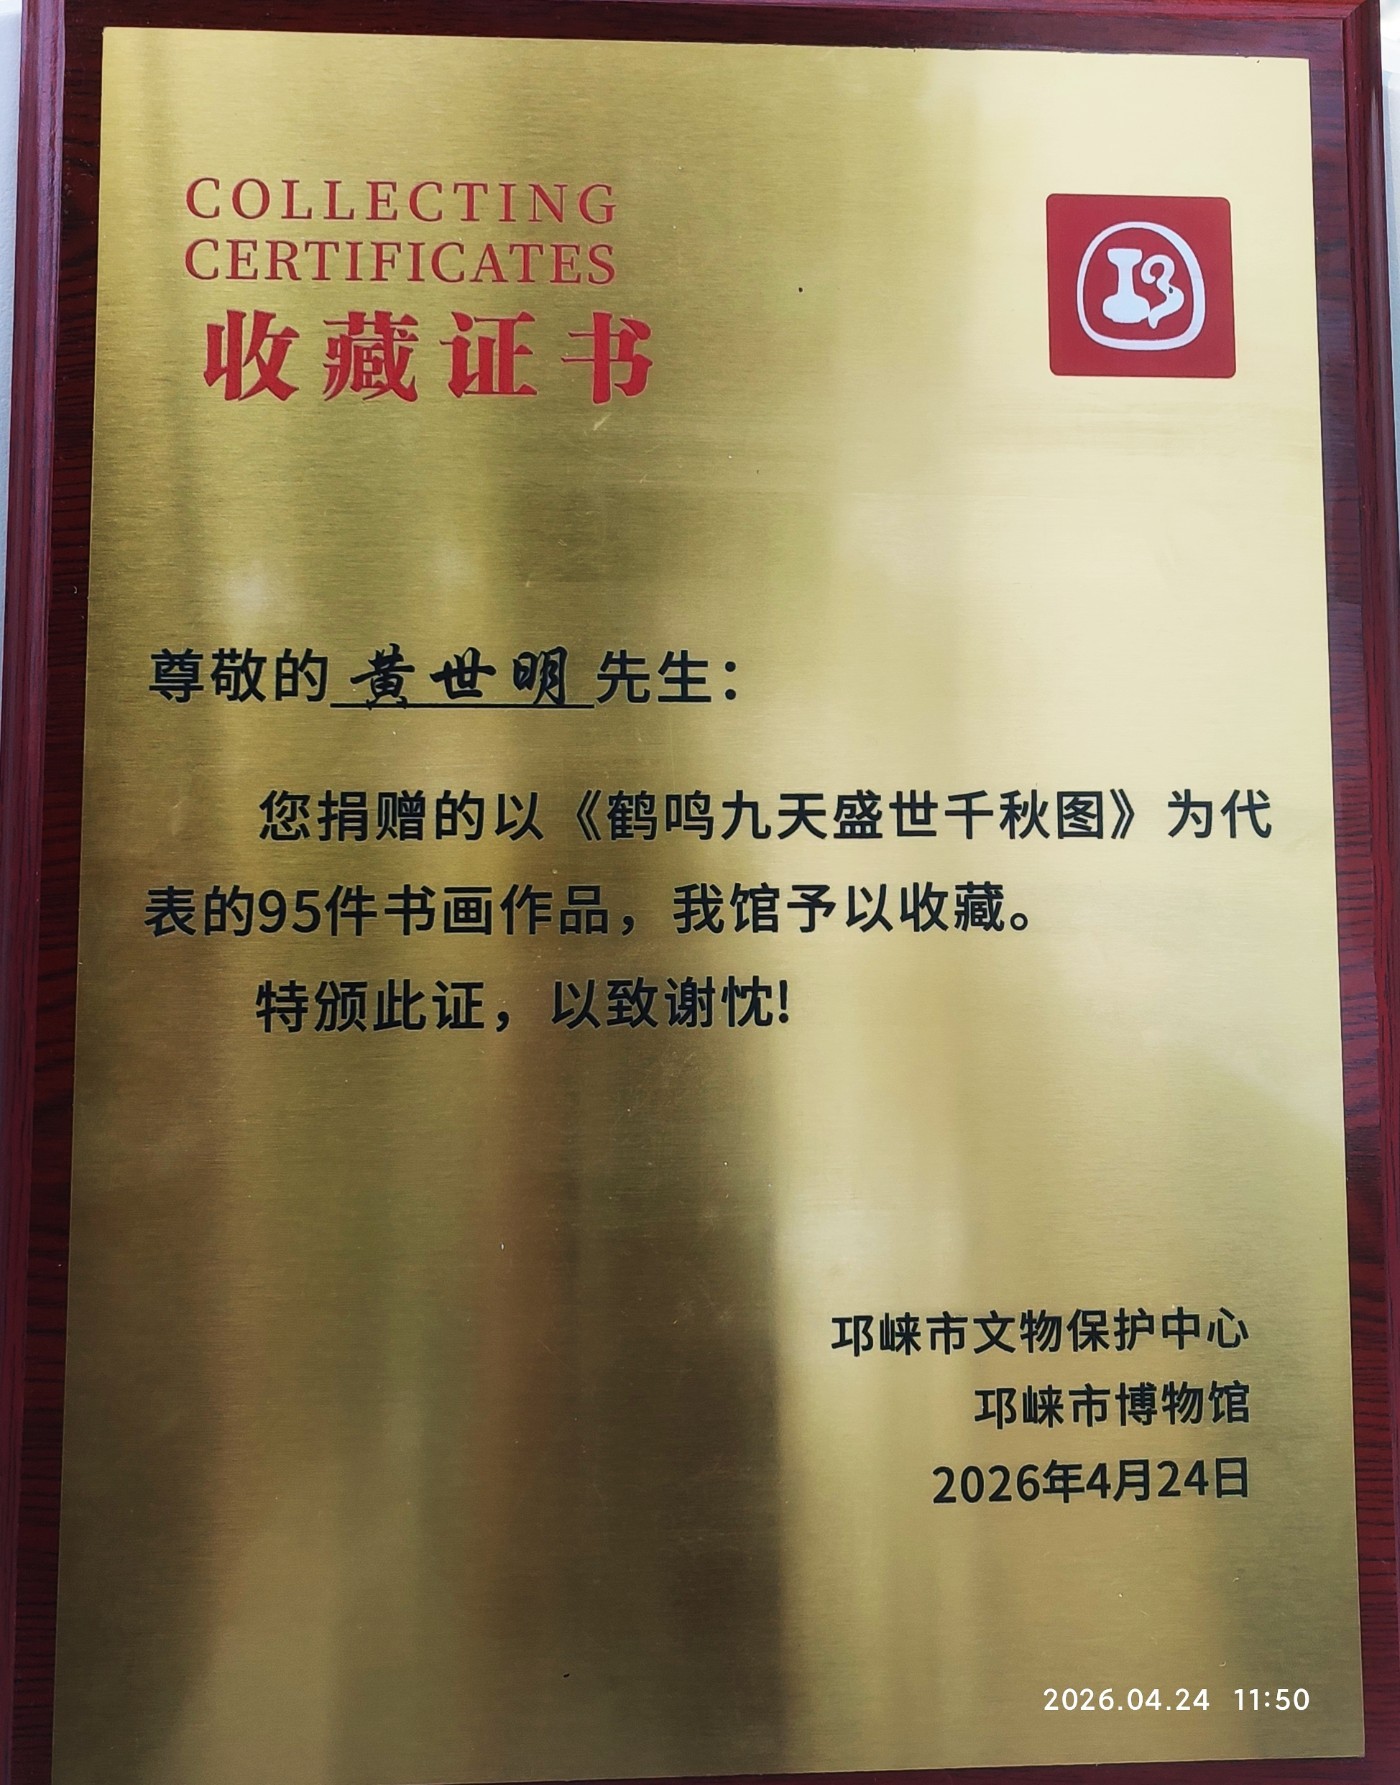 COLLECTING
CERTIFICATES
收藏证书
尊敬的 黄世明 先生：
您捐赠的以《鹤鸣九天盛世千秋图》为代
表的95件书画作品，我馆予以收藏。
特颁此证，以致谢忱!
邛崃市文物保护中心
邛崃市博物馆
2026年4月24日
2026.04.24 11:50